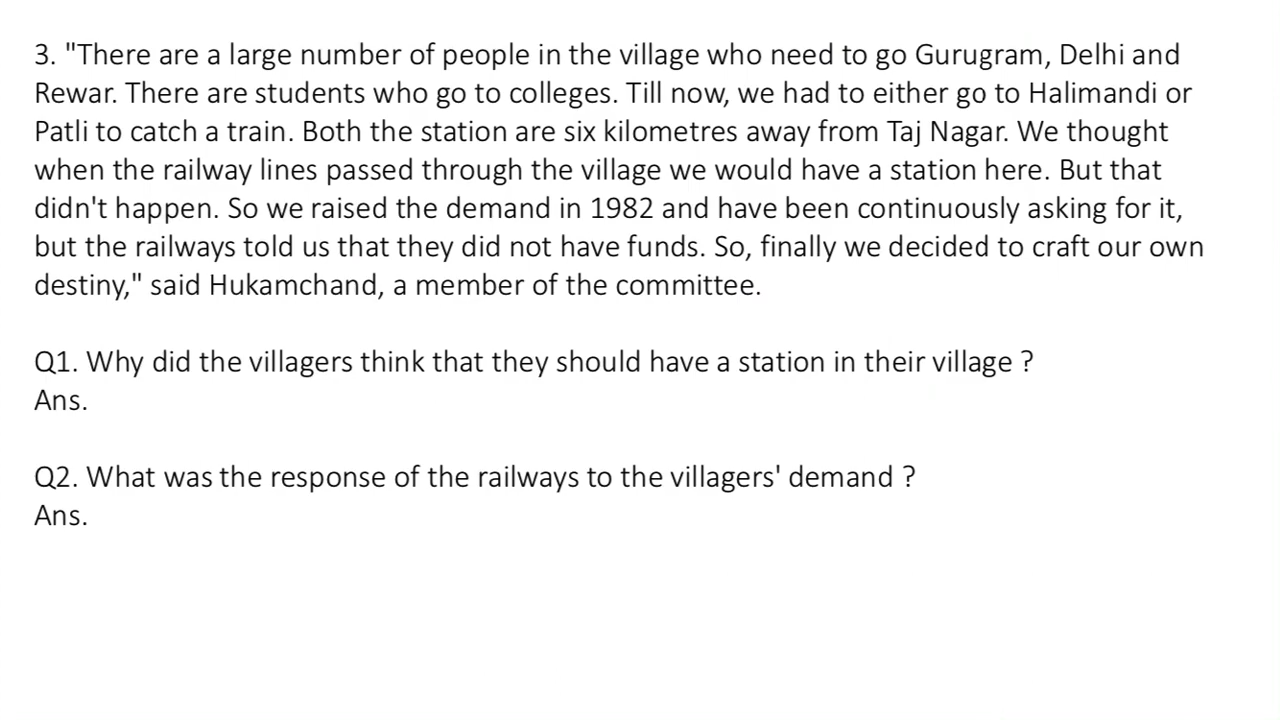 3. "There are a large number of people in the village who need to go Gurugram, Delhi and
Rewar. There are students who go to colleges. Till now, we had to either go to Halimandi or
Patli to catch a train. Both the station are six kilometres away from Taj Nagar. We thought
when the railway lines passed through the village we would have a station here. But that
didn't happen. So we raised the demand in 1982 and have been continuously asking for it,
but the railways told us that they did not have funds. So, finally we decided to craft our own
destiny," said Hukamchand, a member of the committee.
Q1. Why did the villagers think that they should have a station in their village ?
Ans.
Q2. What was the response of the railways to the villagers' demand ?
Ans.